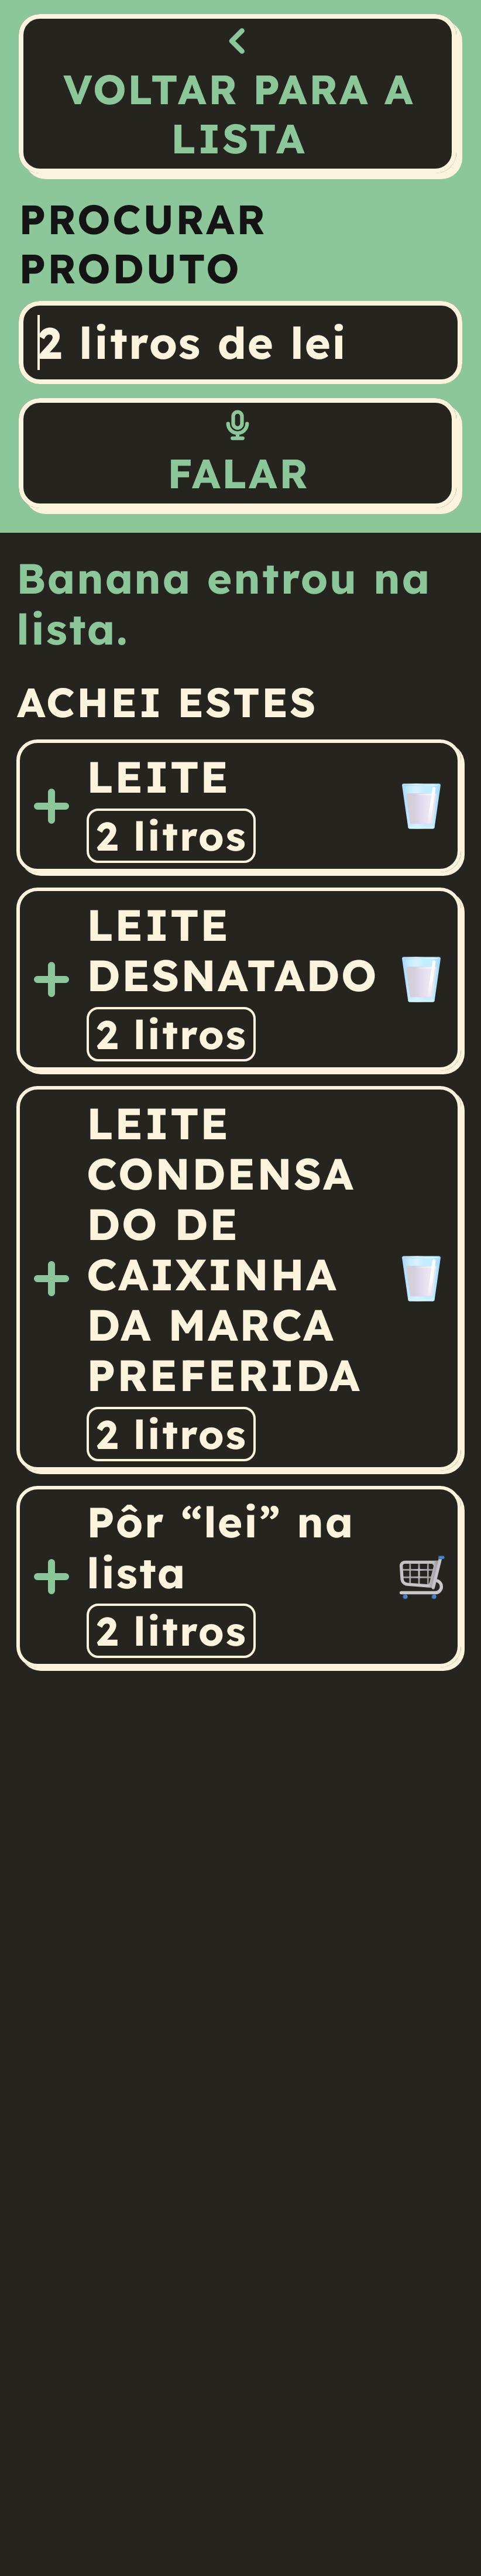 VOLTAR PARA A
LISTA
PROCURAR
PRODUTO
2 litros de lei
FALAR
Banana entrou na
lista.
ACHEI ESTES
LEITE
2 litros
LEITE
DESNATADO
2 litros
LEITE
CONDENSA
DO DE
CAIXINHA
DA MARCA
PREFERIDA
2 litros
Pôr “lei” na
lista
2 litros